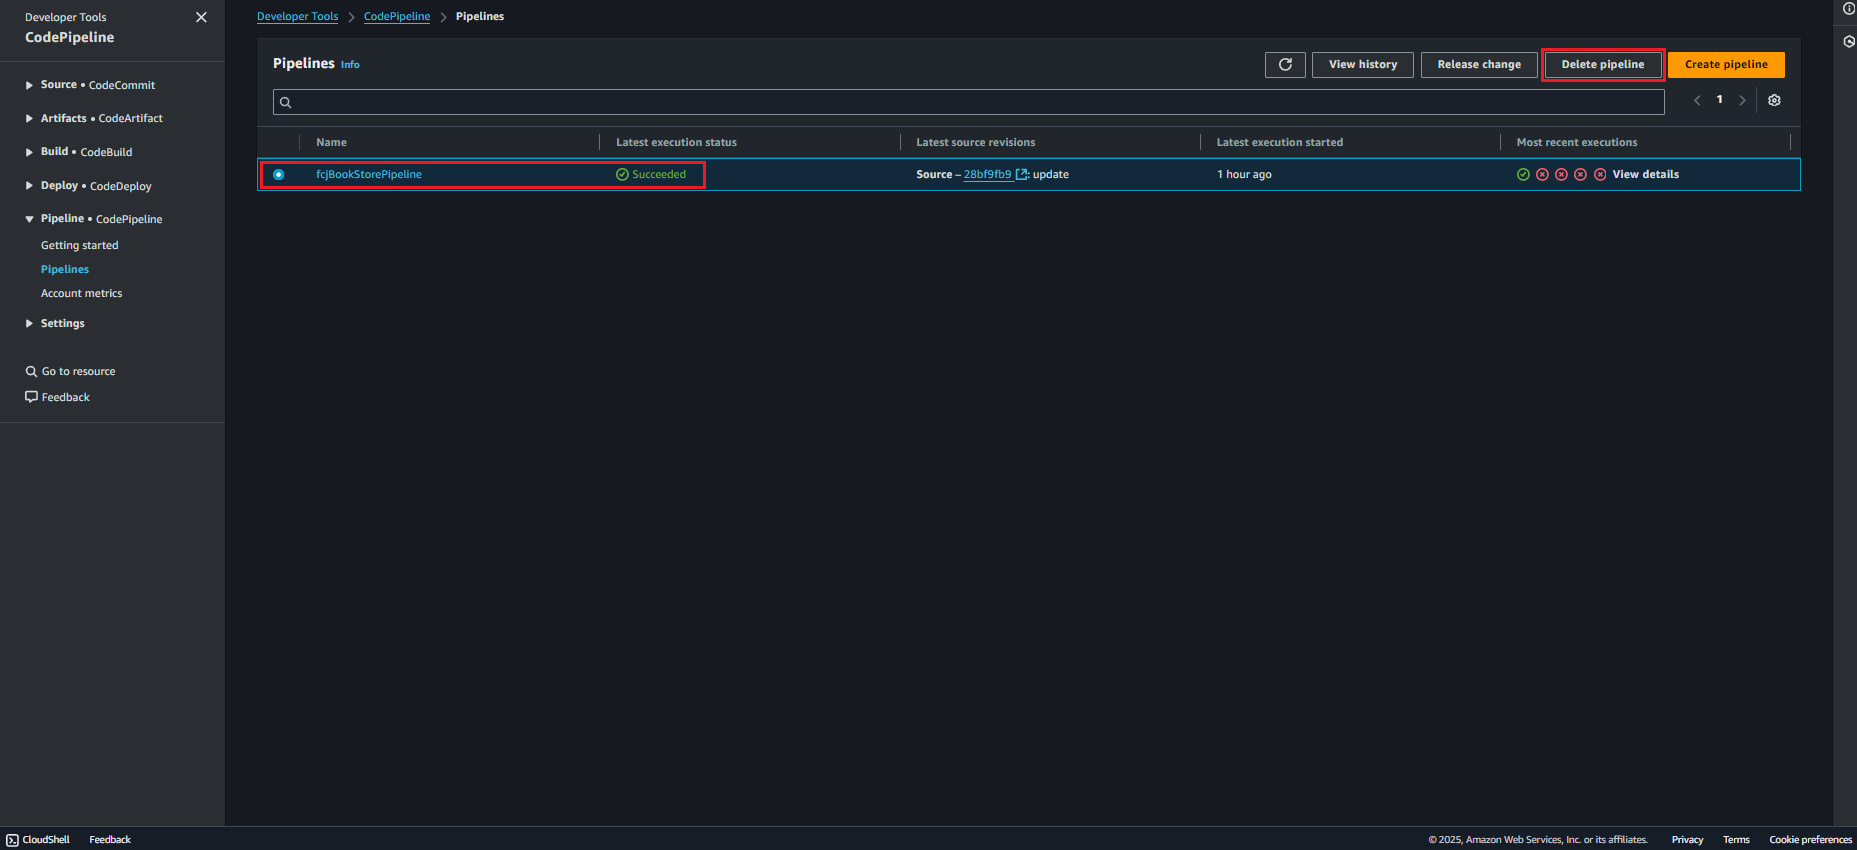 Developer Tools
CodePipeline
Source • CodeCommit
Artifacts • CodeArtifact
Build • CodeBuild
Deploy • CodeDeploy
Pipeline • CodePipeline
Getting started
Pipelines
Account metrics
Settings
Go to resource
Feedback
Developer Tools > CodePipeline > Pipelines
Pipelines Info
View history Release change Delete pipeline Create pipeline
1
Name Latest execution status Latest source revisions Latest execution started Most recent executions
fcjBookStorePipeline Succeeded Source – 28bf9fb9 : update 1 hour ago View details
CloudShell Feedback © 2025, Amazon Web Services, Inc. or its affiliates. Privacy Terms Cookie preferences